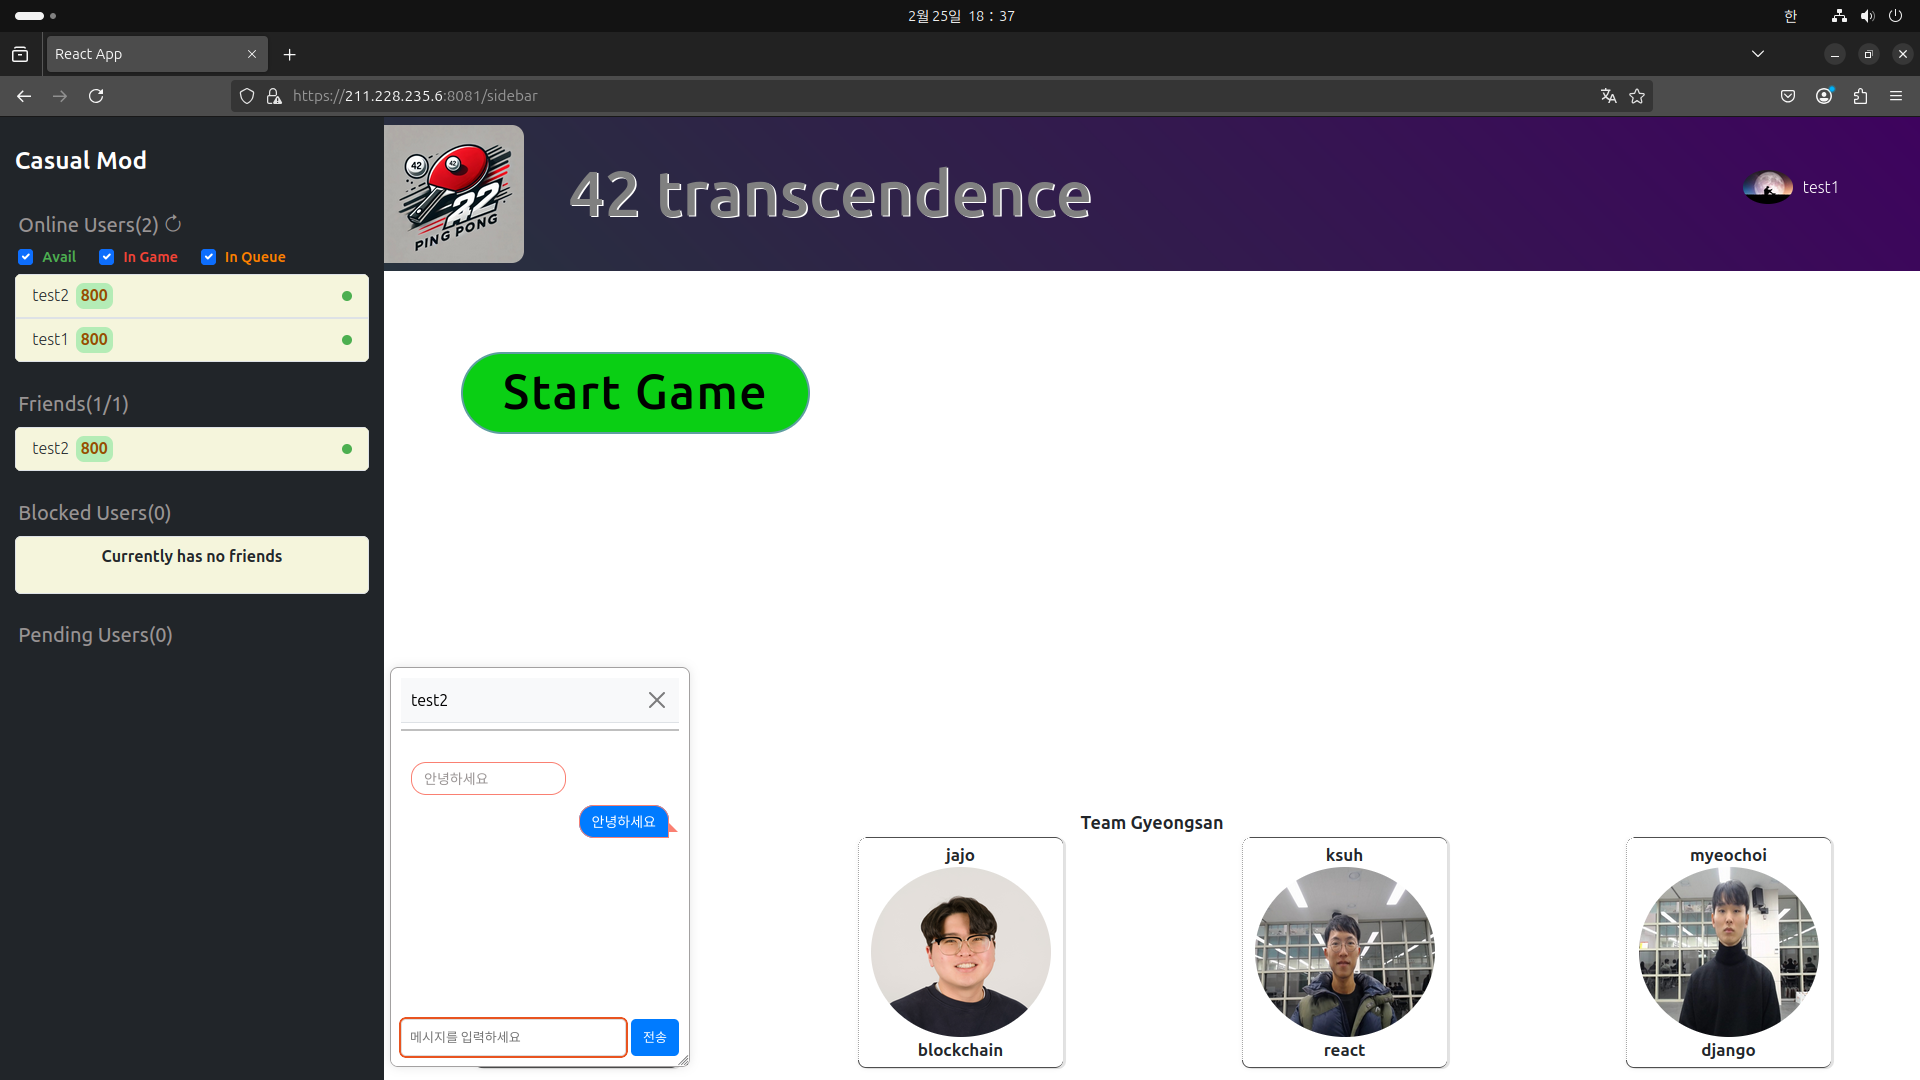 2월 25일 18 : 37
한
React App
https://211.228.235.6:8081/sidebar
Casual Mod
Online Users(2)
Avail In Game In Queue
test2 800
test1 800
Friends(1/1)
test2 800
Blocked Users(0)
Currently has no friends
Pending Users(0)
42 42
42
PING PONG
42 transcendence
test1
Start Game
test2
안녕하세요
안녕하세요
메시지를 입력하세요 전송
Team Gyeongsan
jajo
blockchain
ksuh
react
myeochoi
django